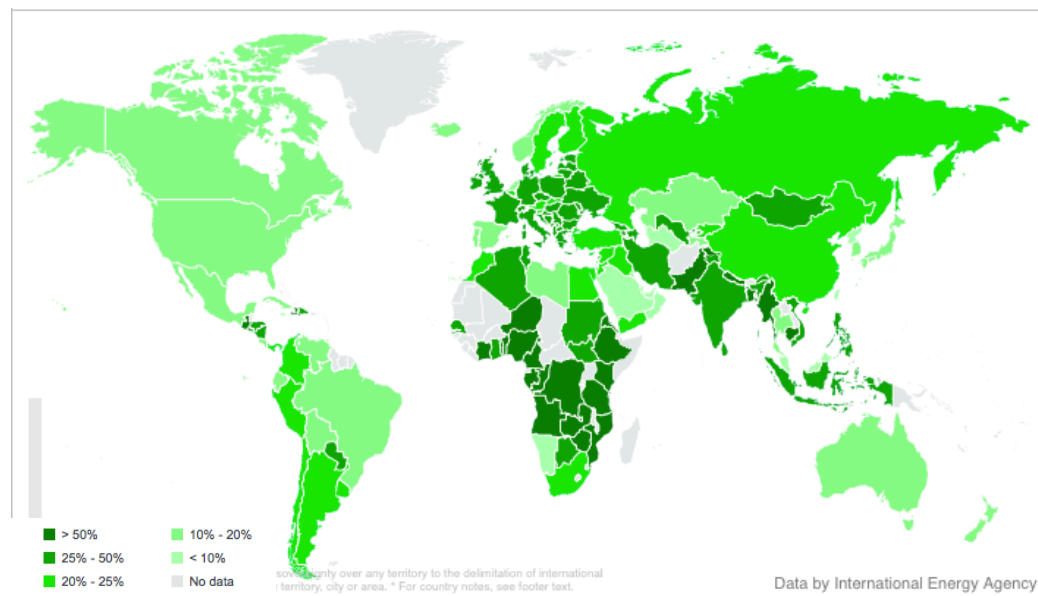 > 50%
25% - 50%
20% - 25%
10% - 20%
< 10%
No data
over any territory to the delimitation of international
territory, city or area. * For country notes, see footer text.
Data by International Energy Agency